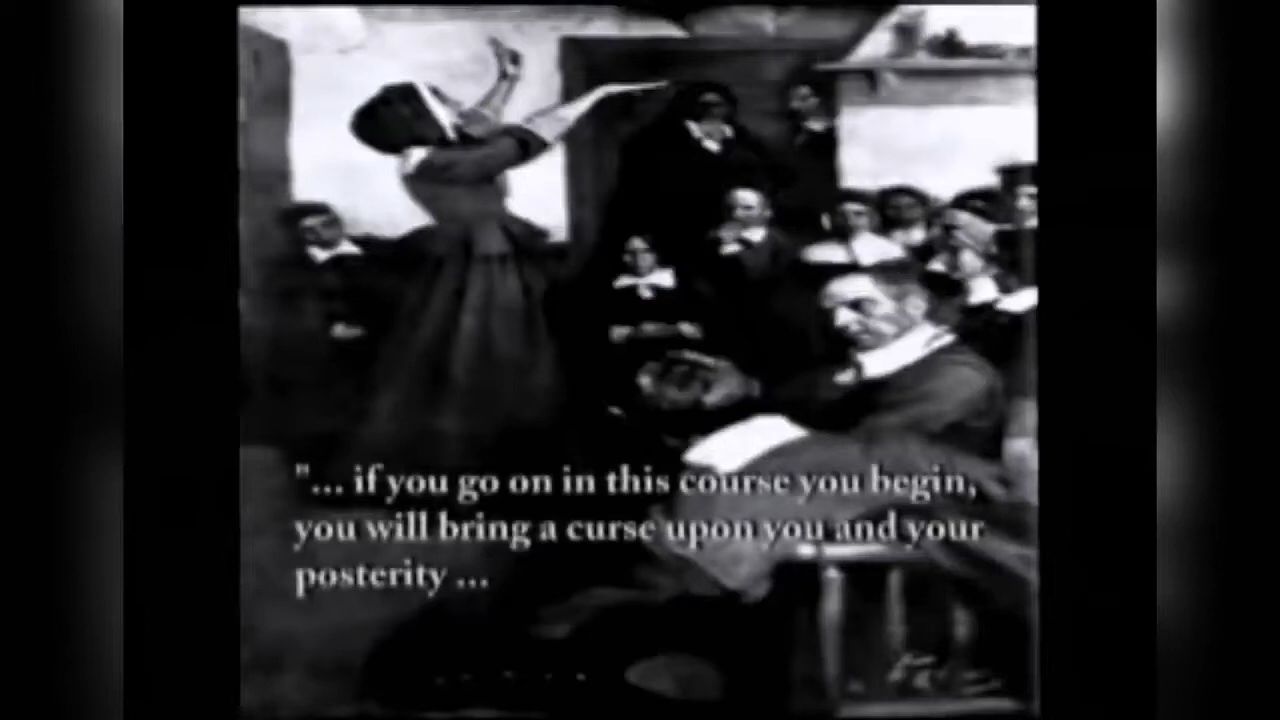 "... if you go on in this course you begin,
you will bring a curse upon you and your
posterity ...